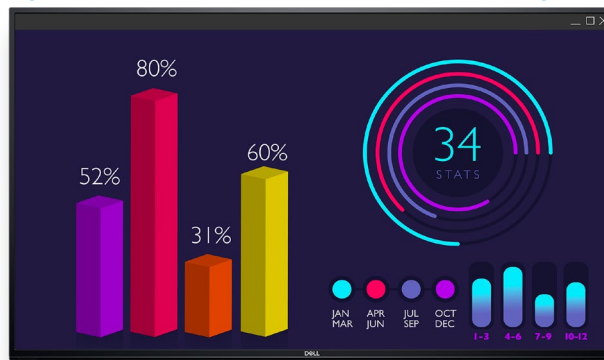 80%
60%
52%
31%
34
STATS
JAN
MAR
APR
JUN
JUL
SEP
OCT
DEC
1-3
4-6
7-9
10-12
DELL